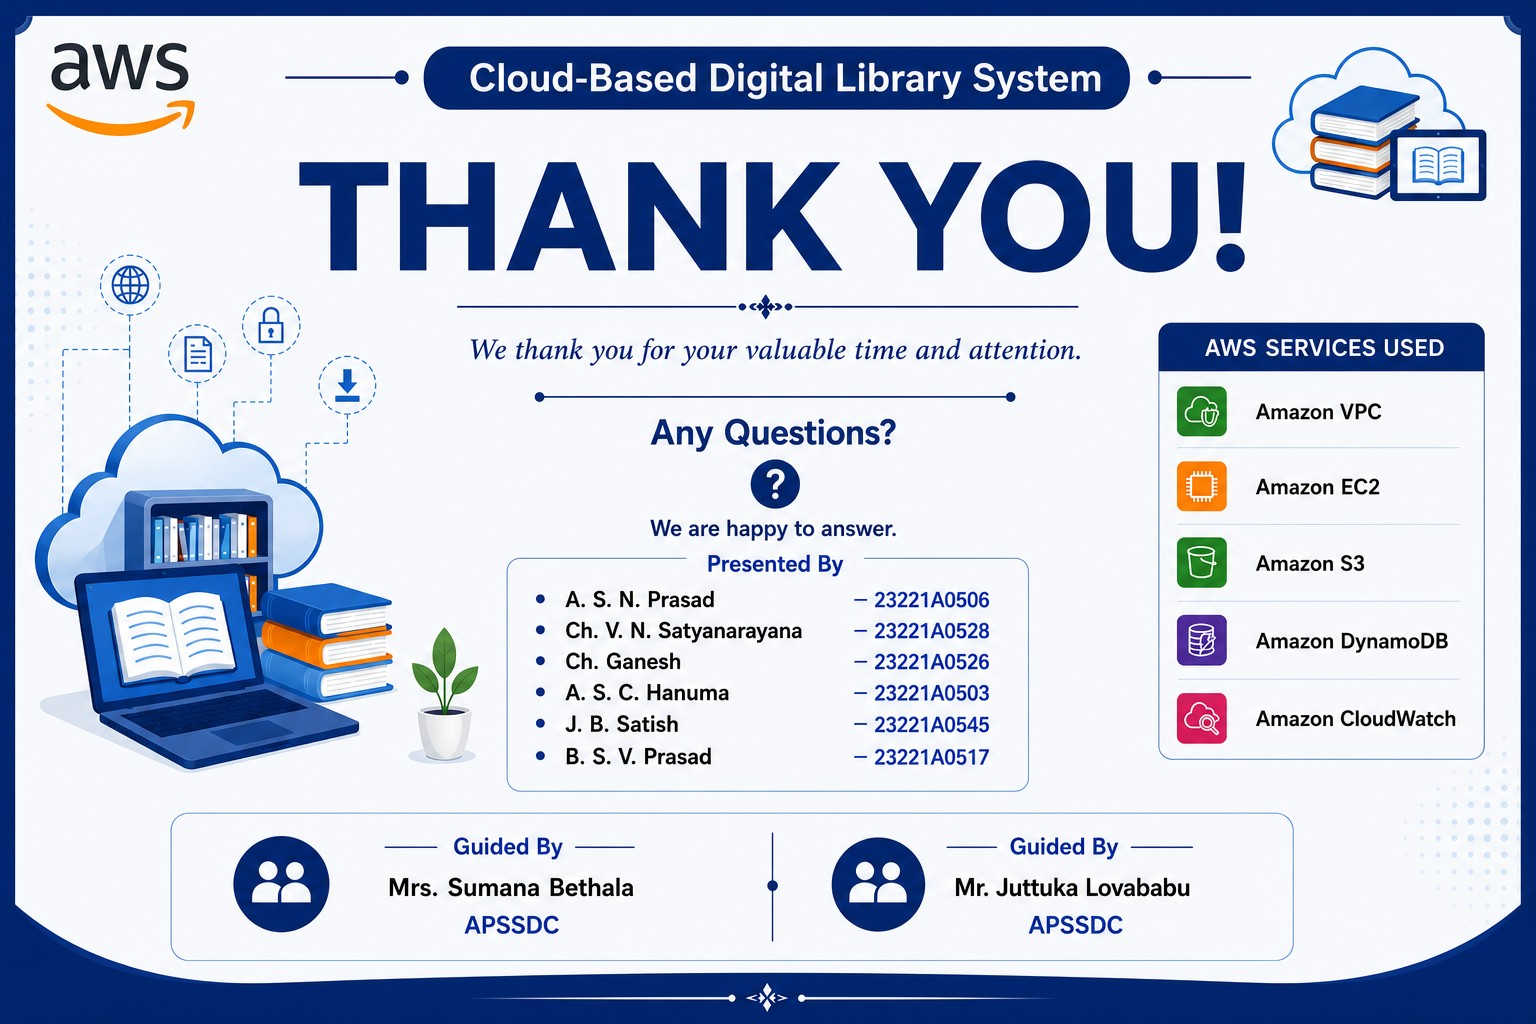 aws
Cloud-Based Digital Library System
THANK YOU!
We thank you for your valuable time and attention.
Any Questions?
?
We are happy to answer.
Presented By
• A. S. N. Prasad – 23221A0506
• Ch. V. N. Satyanarayana – 23221A0528
• Ch. Ganesh – 23221A0526
• A. S. C. Hanuma – 23221A0503
• J. B. Satish – 23221A0545
• B. S. V. Prasad – 23221A0517
AWS SERVICES USED
Amazon VPC
Amazon EC2
Amazon S3
Amazon DynamoDB
Amazon CloudWatch
Guided By
Mrs. Sumana Bethala
APSSDC
Guided By
Mr. Juttuka Lovababu
APSSDC